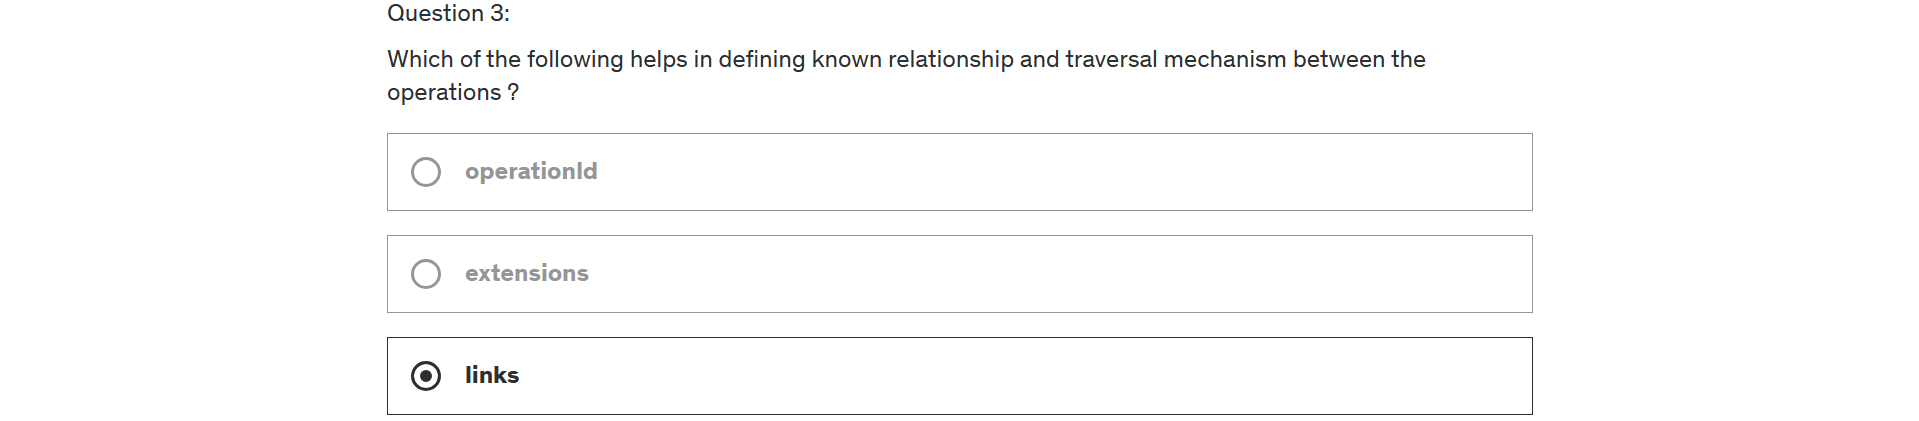 Question 3:
Which of the following helps in defining known relationship and traversal mechanism between the
operations ?
operationId
extensions
links